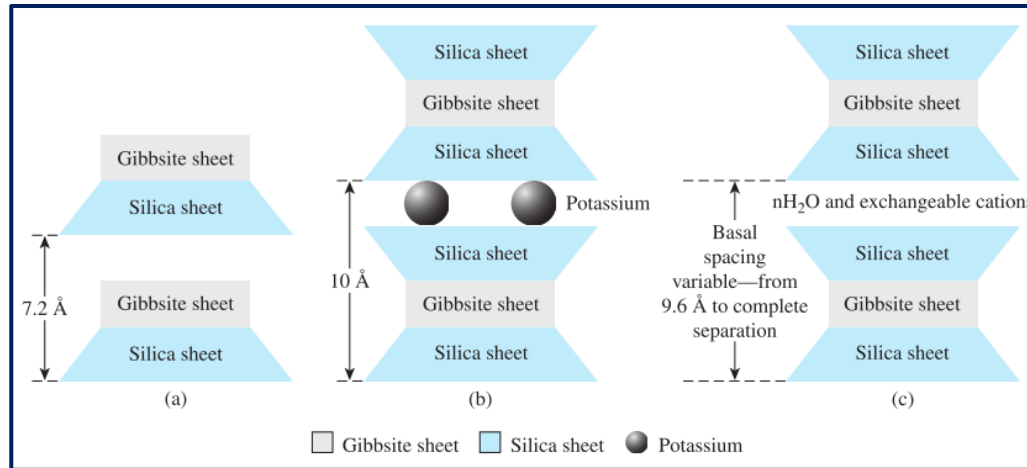 Gibbsite sheet
Silica sheet
7.2 Å
Gibbsite sheet
Silica sheet
(a)
Silica sheet
Gibbsite sheet
Silica sheet
Potassium
10 Å
Silica sheet
Gibbsite sheet
Silica sheet
(b)
Silica sheet
Gibbsite sheet
Silica sheet
nH₂O and exchangeable cations
Basal
spacing
variable—from
9.6 Å to complete
separation
Silica sheet
Gibbsite sheet
Silica sheet
(c)
Gibbsite sheet Silica sheet Potassium